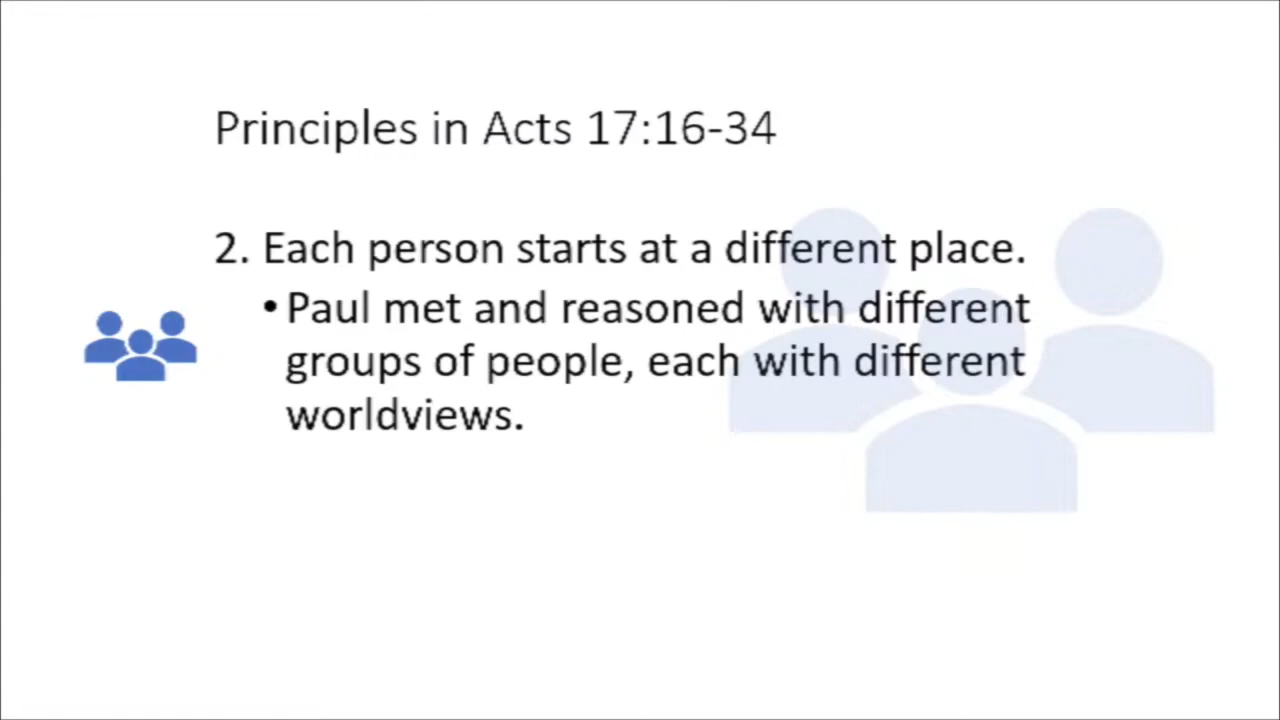 Principles in Acts 17:16-34
2. Each person starts at a different place.
• Paul met and reasoned with different
groups of people, each with different
worldviews.